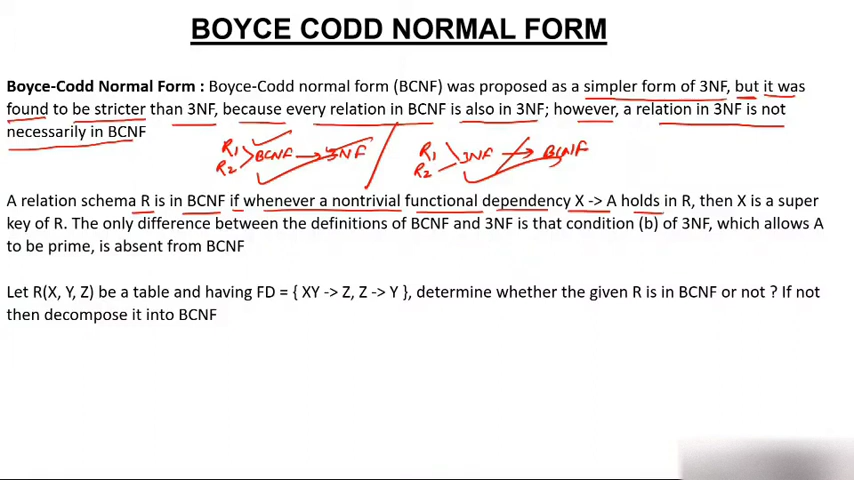 BOYCE CODD NORMAL FORM
Boyce-Codd Normal Form : Boyce-Codd normal form (BCNF) was proposed as a simpler form of 3NF, but it was
found to be stricter than 3NF, because every relation in BCNF is also in 3NF; however, a relation in 3NF is not
necessarily in BCNF
R1 R2 BCNF → 3NF / R1 R2 3NF → BCNF
A relation schema R is in BCNF if whenever a nontrivial functional dependency X -> A holds in R, then X is a super
key of R. The only difference between the definitions of BCNF and 3NF is that condition (b) of 3NF, which allows A
to be prime, is absent from BCNF
Let R(X, Y, Z) be a table and having FD = { XY -> Z, Z -> Y }, determine whether the given R is in BCNF or not ? If not
then decompose it into BCNF